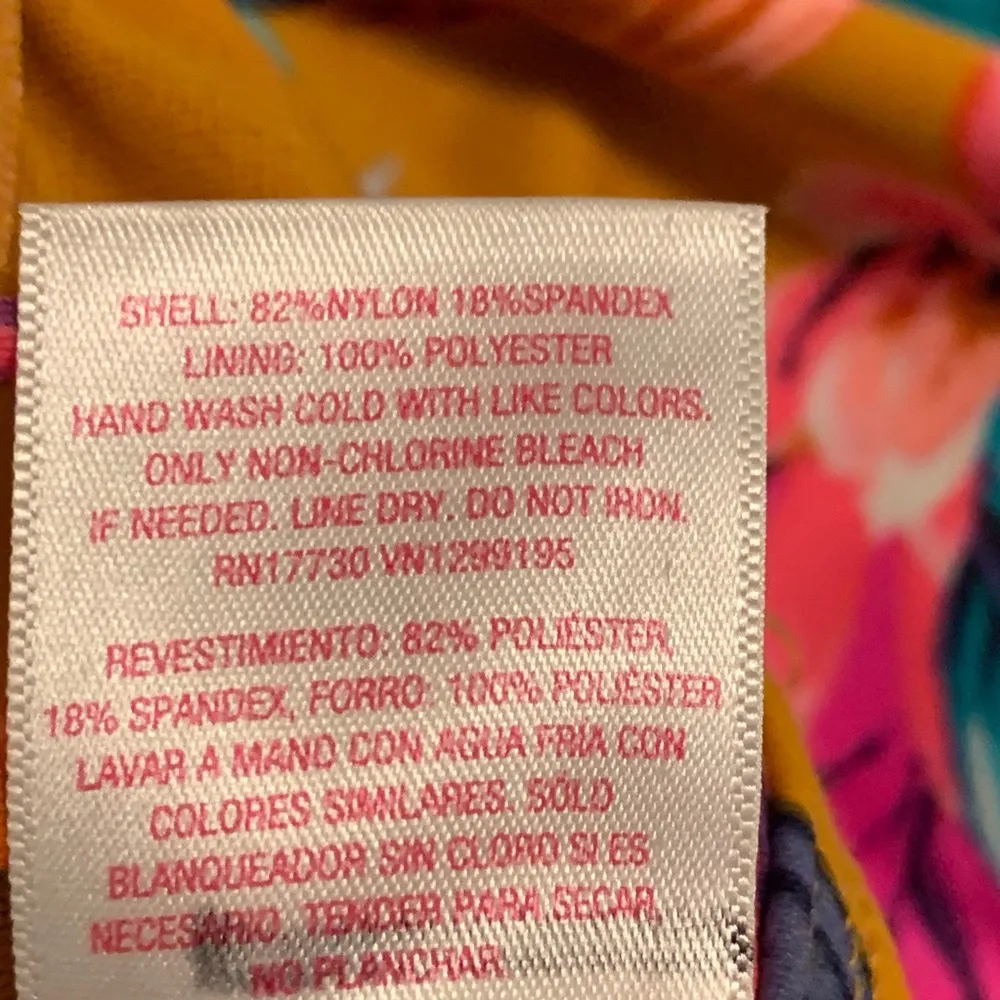 SHELL: 82%NYLON 18%SPANDEX
LINING: 100% POLYESTER
HAND WASH COLD WITH LIKE COLORS.
ONLY NON-CHLORINE BLEACH
IF NEEDED. LINE DRY. DO NOT IRON.
RN17730 VN1299195
REVESTIMIENTO: 82% POLIÉSTER,
18% SPANDEX, FORRO: 100% POLIÉSTER
LAVAR A MANO CON AGUA FRÍA CON
COLORES SIMILARES. SÓLO
BLANQUEADOR SIN CLORO SI ES
NECESARIO. TENDER PARA SECAR.
NO PLANCHAR.